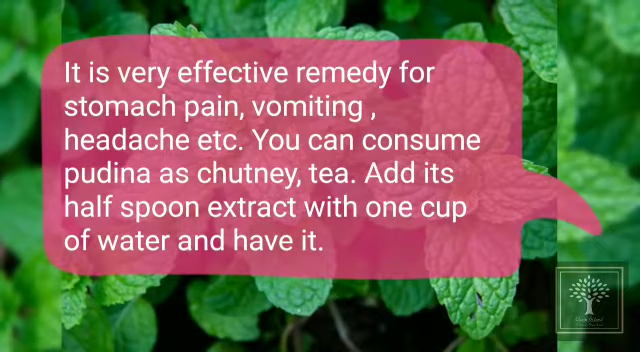 It is very effective remedy for
stomach pain, vomiting ,
headache etc. You can consume
pudina as chutney, tea. Add its
half spoon extract with one cup
of water and have it.